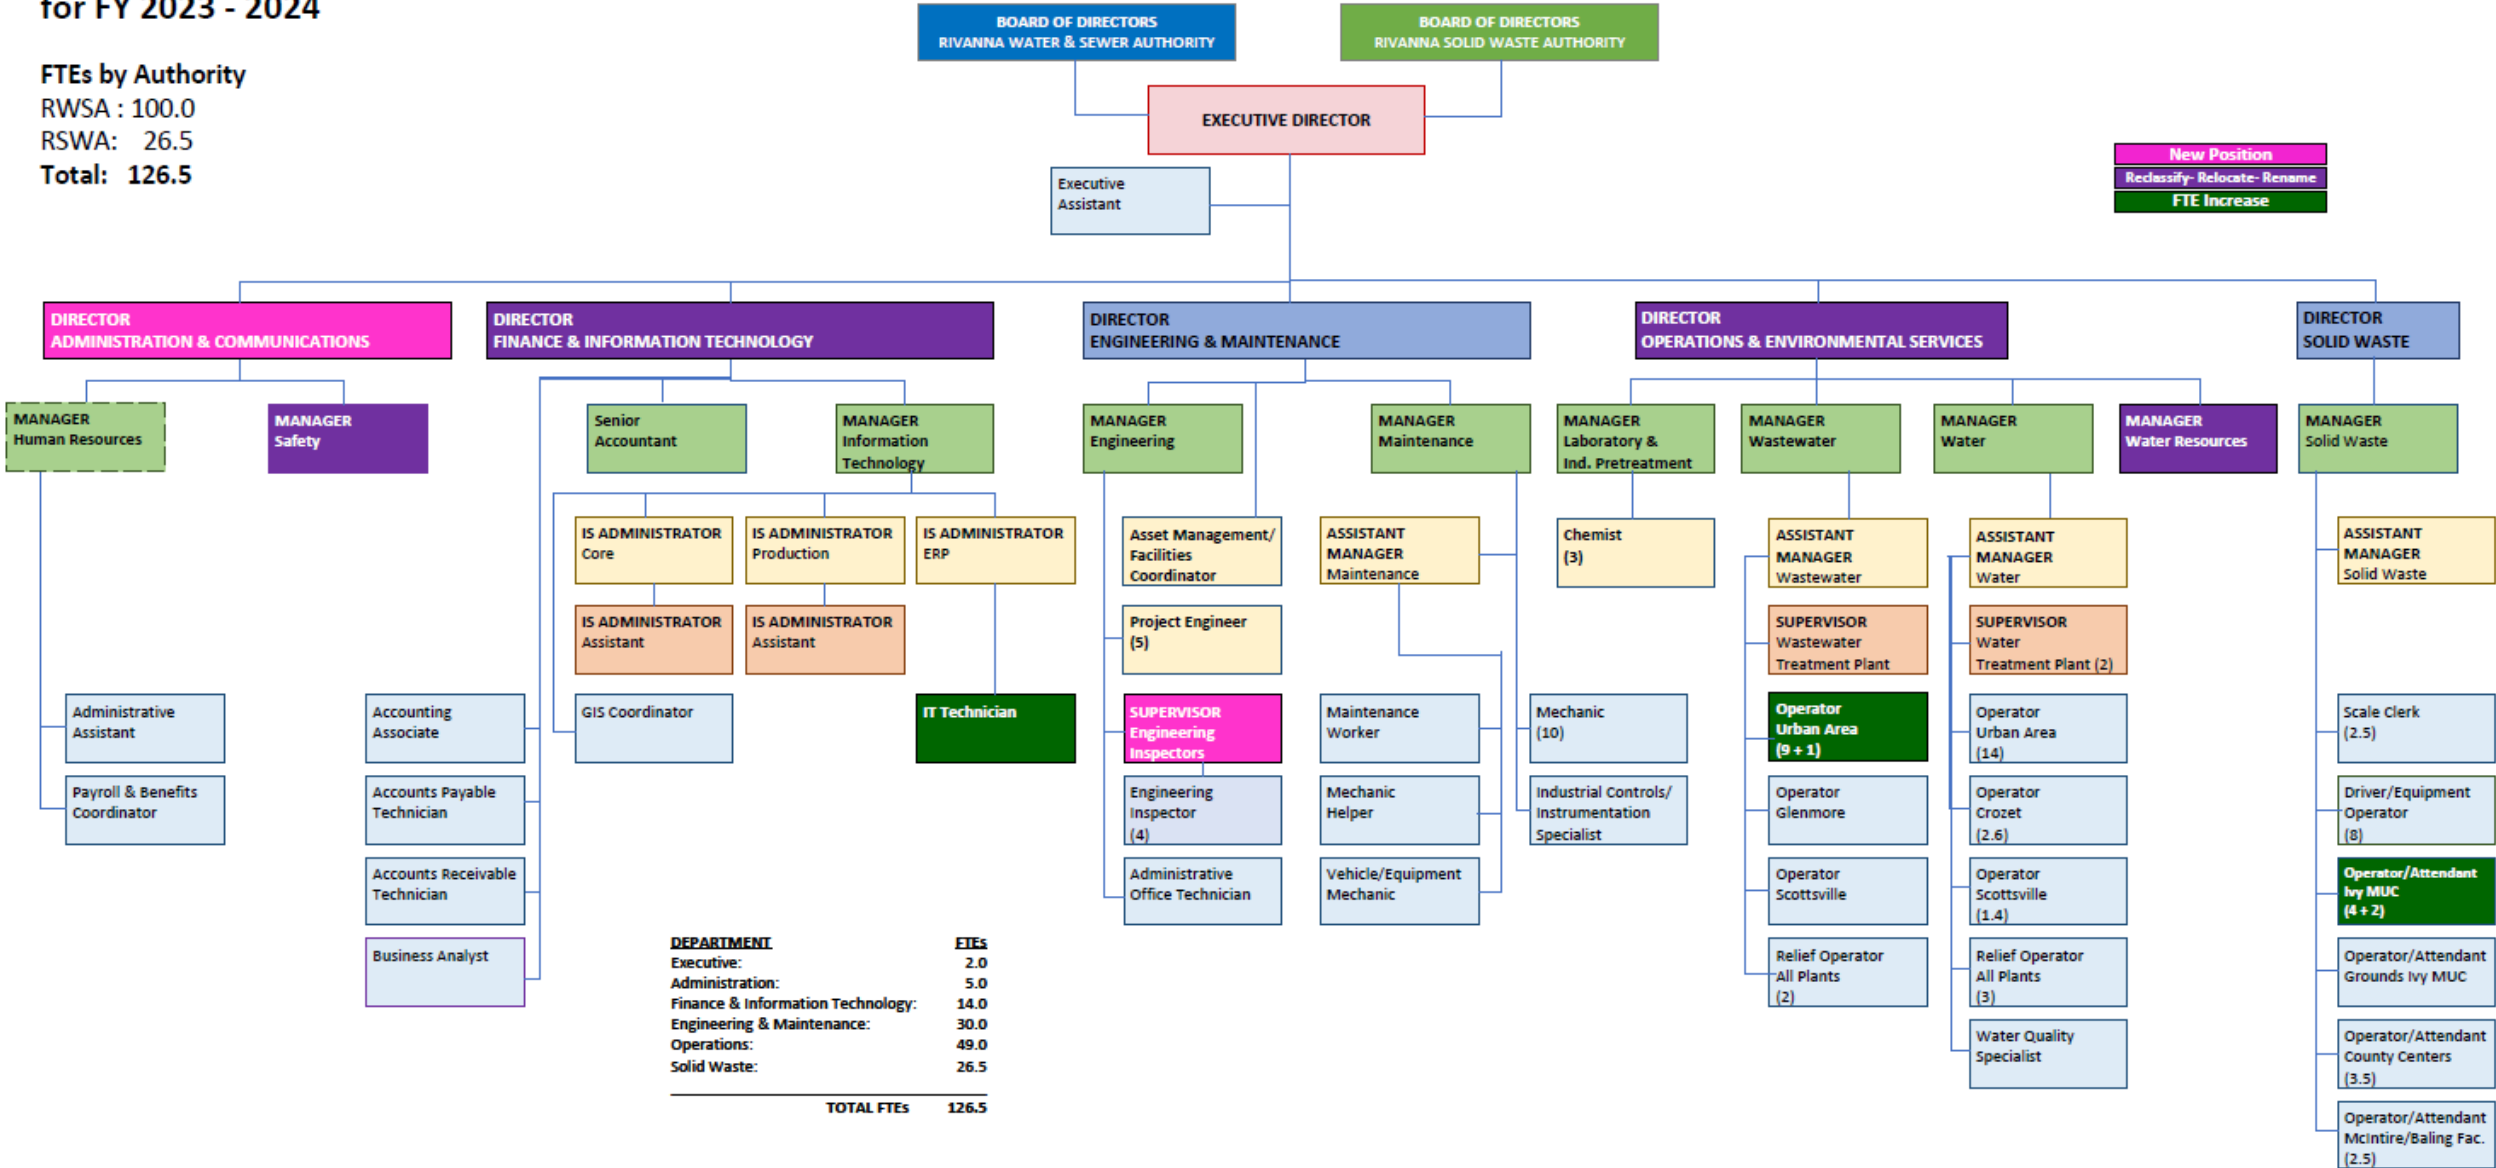 for FY 2023 - 2024
FTEs by Authority
RWSA : 100.0
RSWA: 26.5
Total: 126.5
BOARD OF DIRECTORS
RIVANNA WATER & SEWER AUTHORITY
BOARD OF DIRECTORS
RIVANNA SOLID WASTE AUTHORITY
EXECUTIVE DIRECTOR
Executive
Assistant
New Position
Reclassify- Relocate- Rename
FTE Increase
DIRECTOR
ADMINISTRATION & COMMUNICATIONS
DIRECTOR
FINANCE & INFORMATION TECHNOLOGY
DIRECTOR
ENGINEERING & MAINTENANCE
DIRECTOR
OPERATIONS & ENVIRONMENTAL SERVICES
DIRECTOR
SOLID WASTE
MANAGER
Human Resources
MANAGER
Safety
Senior
Accountant
MANAGER
Information
Technology
MANAGER
Engineering
MANAGER
Maintenance
MANAGER
Laboratory &
Ind. Pretreatment
MANAGER
Wastewater
MANAGER
Water
MANAGER
Water Resources
MANAGER
Solid Waste
IS ADMINISTRATOR
Core
IS ADMINISTRATOR
Production
IS ADMINISTRATOR
ERP
Asset Management/
Facilities
Coordinator
ASSISTANT
MANAGER
Maintenance
Chemist
(3)
ASSISTANT
MANAGER
Wastewater
ASSISTANT
MANAGER
Water
ASSISTANT
MANAGER
Solid Waste
IS ADMINISTRATOR
Assistant
IS ADMINISTRATOR
Assistant
Project Engineer
(5)
SUPERVISOR
Wastewater
Treatment Plant
SUPERVISOR
Water
Treatment Plant (2)
Administrative
Assistant
Accounting
Associate
GIS Coordinator
IT Technician
SUPERVISOR
Engineering
Inspectors
Maintenance
Worker
Mechanic
(10)
Operator
Urban Area
(9 + 1)
Operator
Urban Area
(14)
Scale Clerk
(2.5)
Payroll & Benefits
Coordinator
Accounts Payable
Technician
Engineering
Inspector
(4)
Mechanic
Helper
Industrial Controls/
Instrumentation
Specialist
Operator
Glenmore
Operator
Crozet
(2.6)
Driver/Equipment
Operator
(8)
Accounts Receivable
Technician
Administrative
Office Technician
Vehicle/Equipment
Mechanic
Operator
Scottsville
Operator
Scottsville
(1.4)
Operator/Attendant
Ivy MUC
(4 + 2)
Business Analyst
Relief Operator
All Plants
(2)
Relief Operator
All Plants
(3)
Operator/Attendant
Grounds Ivy MUC
Water Quality
Specialist
Operator/Attendant
County Centers
(3.5)
Operator/Attendant
McIntire/Baling Fac.
(2.5)
DEPARTMENT FTEs
Executive: 2.0
Administration: 5.0
Finance & Information Technology: 14.0
Engineering & Maintenance: 30.0
Operations: 49.0
Solid Waste: 26.5
TOTAL FTEs 126.5